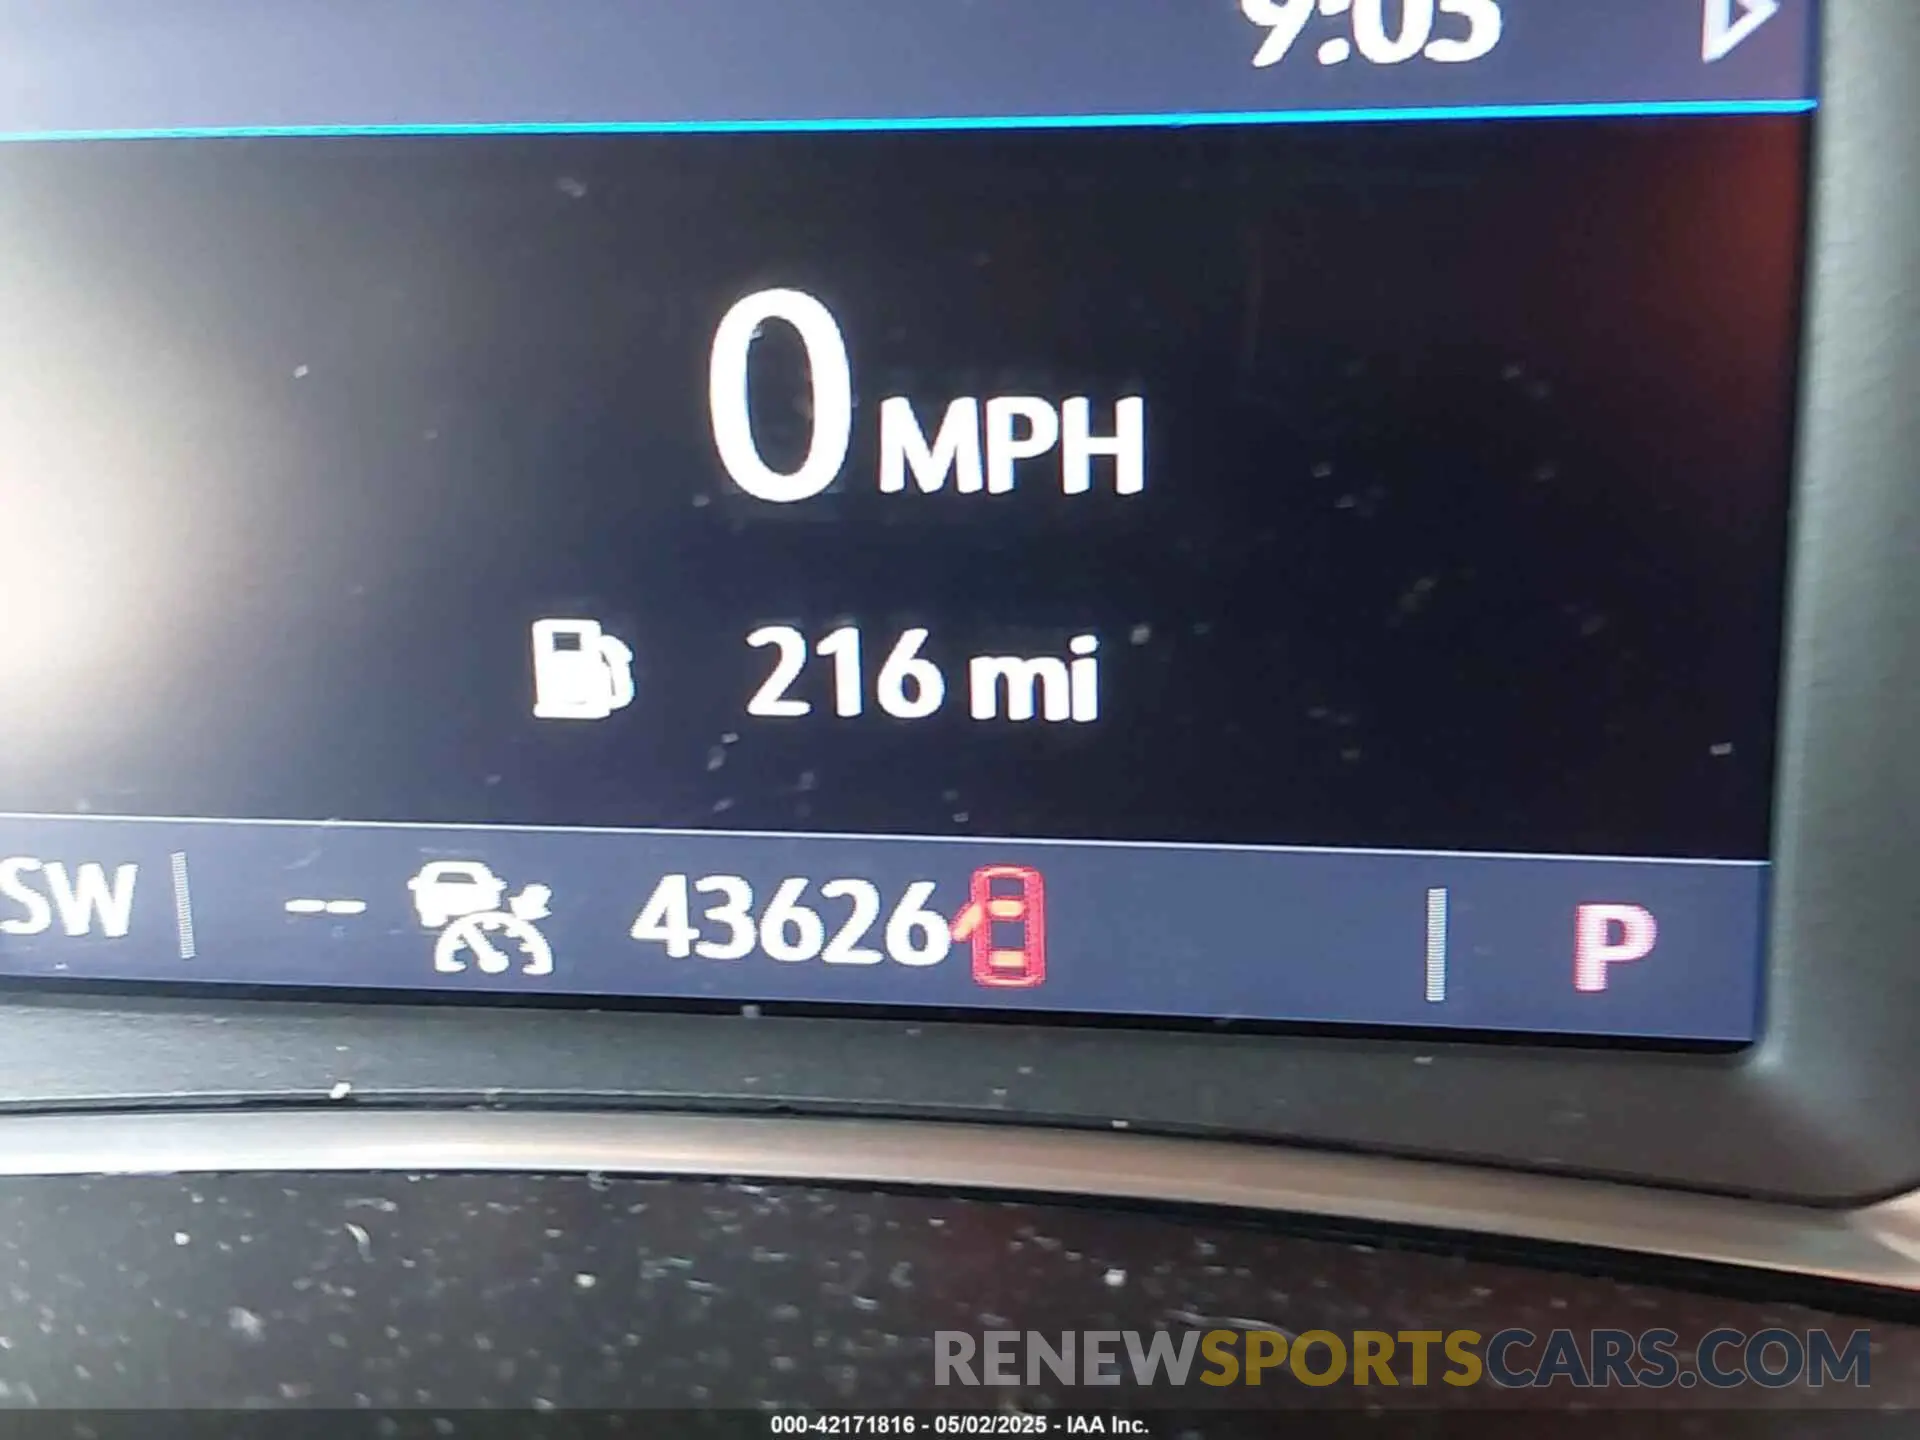 9:05
0 MPH
216 mi
SW -- 43626 P
RENEWSPORTSCARS.COM
000-42171816 - 05/02/2025 - IAA Inc.